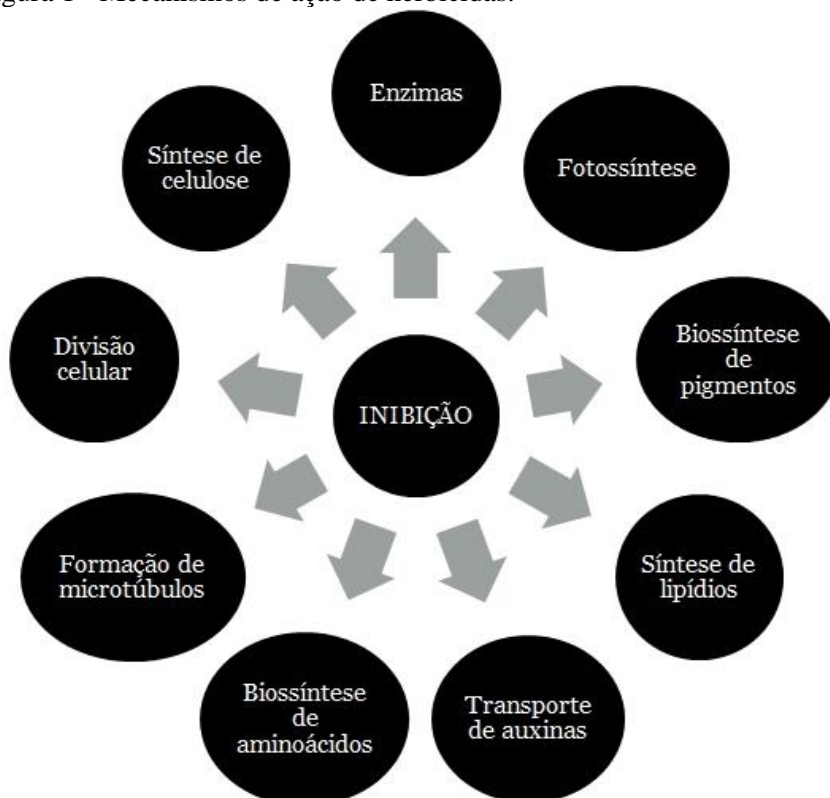 Mecanismos de ação de herbicidas.
Enzimas
Fotossíntese
Biossíntese
de
pigmentos
Síntese de
lipídios
Transporte
de auxinas
Biossíntese
de
aminoácidos
Formação de
microtúbulos
Divisão
celular
Síntese de
celulose
INIBIÇÃO